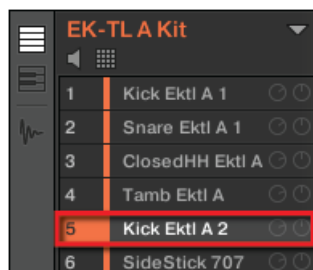 EK-TL A Kit
1 Kick Ektl A 1
2 Snare Ektl A 1
3 ClosedHH Ektl A
4 Tamb Ektl A
5 Kick Ektl A 2
6 SideStick 707